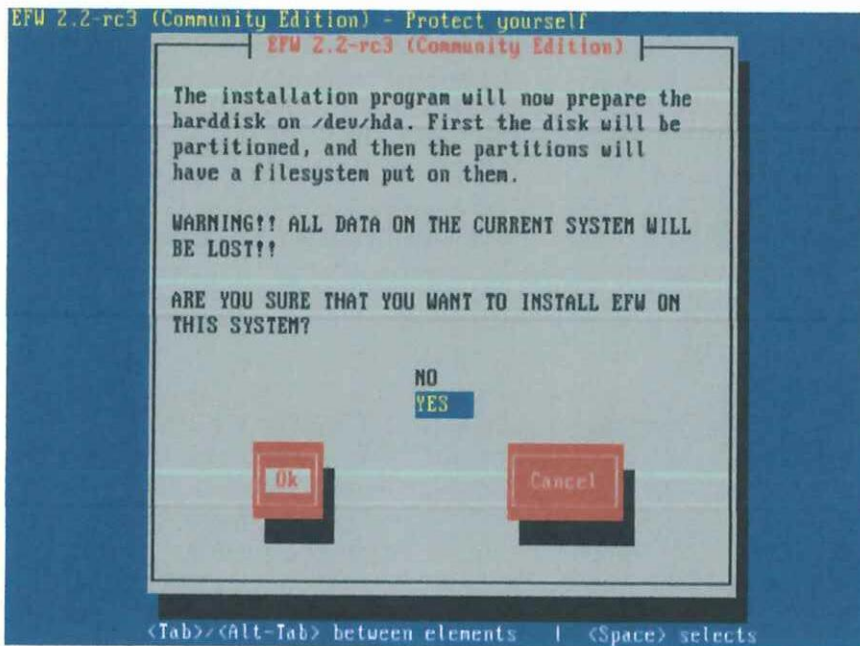 EFW 2.2-rc3 (Community Edition) - Protect yourself
EFW 2.2-rc3 (Community Edition)
The installation program will now prepare the
harddisk on /dev/hda. First the disk will be
partitioned, and then the partitions will
have a filesystem put on them.
WARNING!! ALL DATA ON THE CURRENT SYSTEM WILL
BE LOST!!
ARE YOU SURE THAT YOU WANT TO INSTALL EFW ON
THIS SYSTEM?
NO
YES
Ok
Cancel
<Tab>/<Alt-Tab> between elements | <Space> selects